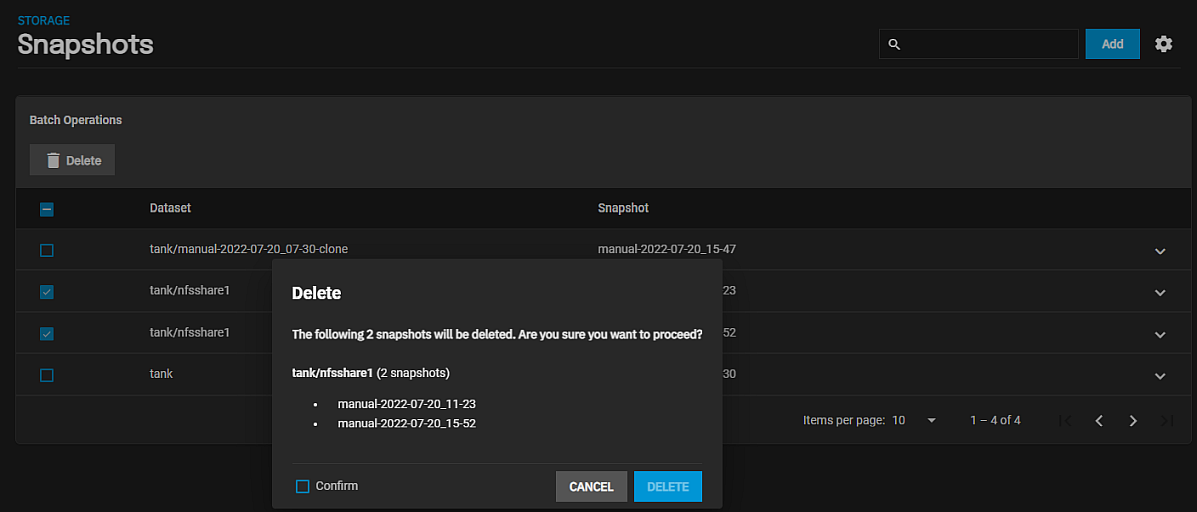 STORAGE
Snapshots
Add
Batch Operations
Delete
Dataset Snapshot
tank/manual-2022-07-20_07-30-clone manual-2022-07-20_15-47
tank/nfsshare1 23
tank/nfsshare1 52
tank 30
Items per page: 10 1 – 4 of 4
Delete
The following 2 snapshots will be deleted. Are you sure you want to proceed?
tank/nfsshare1 (2 snapshots)
• manual-2022-07-20_11-23
• manual-2022-07-20_15-52
Confirm CANCEL DELETE